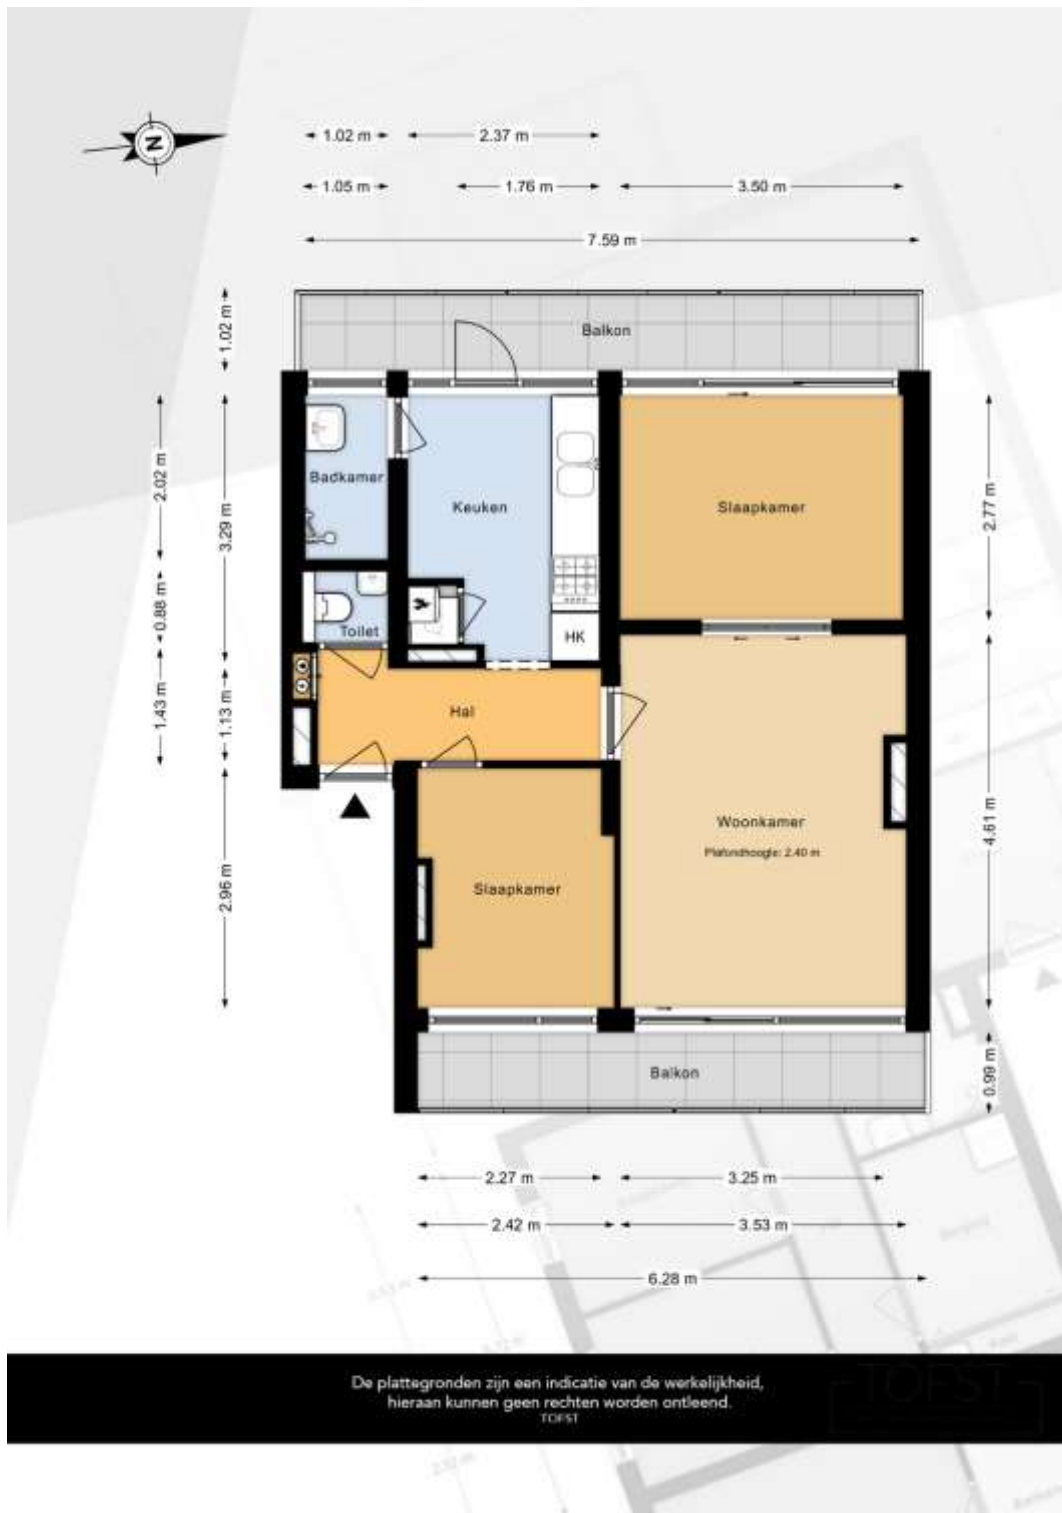 N
1.02 m
2.37 m
1.05 m
1.76 m
3.50 m
7.59 m
1.02 m
Balkon
2.02 m
3.29 m
Badkamer
Keuken
Slaapkamer
2.77 m
0.88 m
Toilet
HK
1.43 m
1.13 m
Hal
4.61 m
Woonkamer
Plafondhoogte: 2.40 m
2.96 m
Slaapkamer
Balkon
0.99 m
2.27 m
3.25 m
2.42 m
3.53 m
6.28 m
De plattegronden zijn een indicatie van de werkelijkheid,
hieraan kunnen geen rechten worden ontleend.
TOFST
TOFST